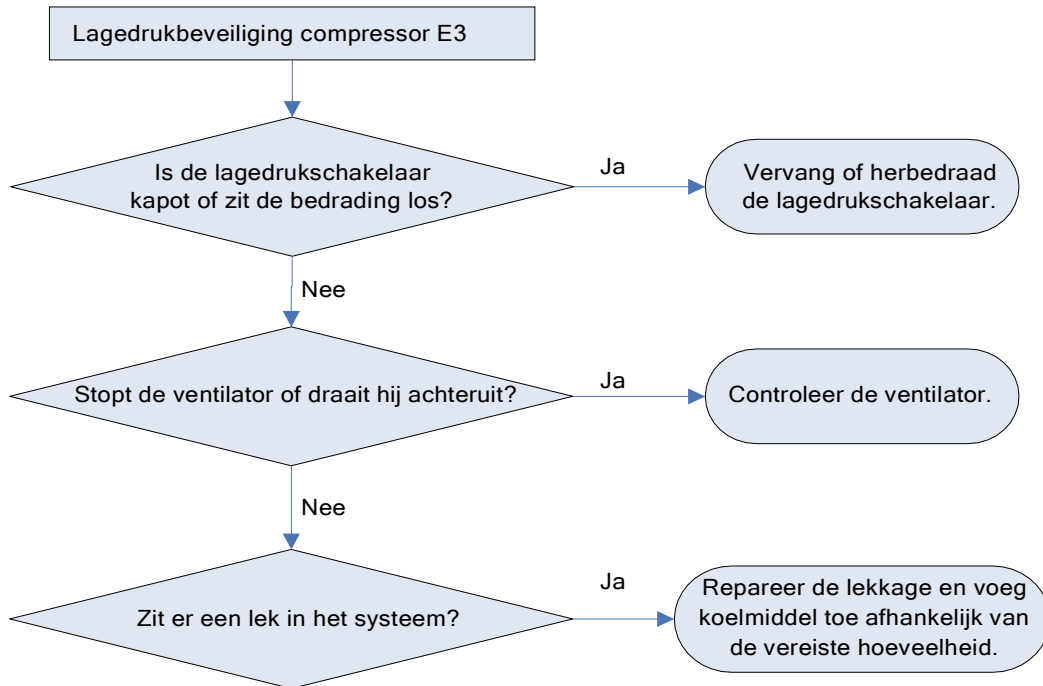 Lagedrukbeveiliging compressor E3
Is de lagedrukschakelaar
kapot of zit de bedrading los?
Ja
Vervang of herbedraad
de lagedrukschakelaar.
Nee
Stopt de ventilator of draait hij achteruit?
Ja
Controleer de ventilator.
Nee
Zit er een lek in het systeem?
Ja
Repareer de lekkage en voeg
koelmiddel toe afhankelijk van
de vereiste hoeveelheid.